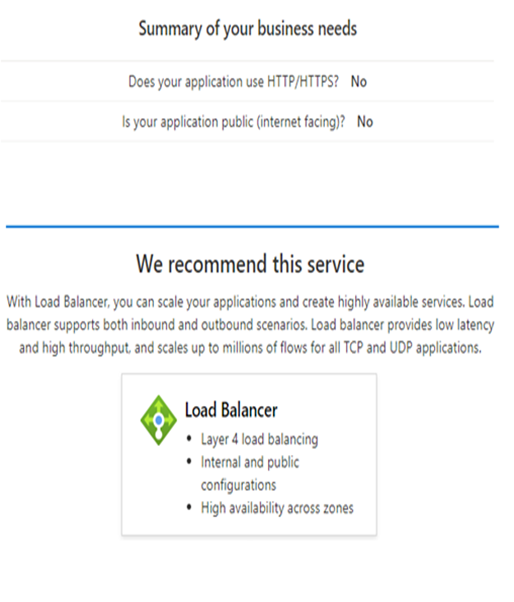 Summary of your business needs
Does your application use HTTP/HTTPS? No
Is your application public (internet facing)? No
We recommend this service
With Load Balancer, you can scale your applications and create highly available services. Load
balancer supports both inbound and outbound scenarios. Load balancer provides low latency
and high throughput, and scales up to millions of flows for all TCP and UDP applications.
Load Balancer
• Layer 4 load balancing
• Internal and public
configurations
• High availability across zones